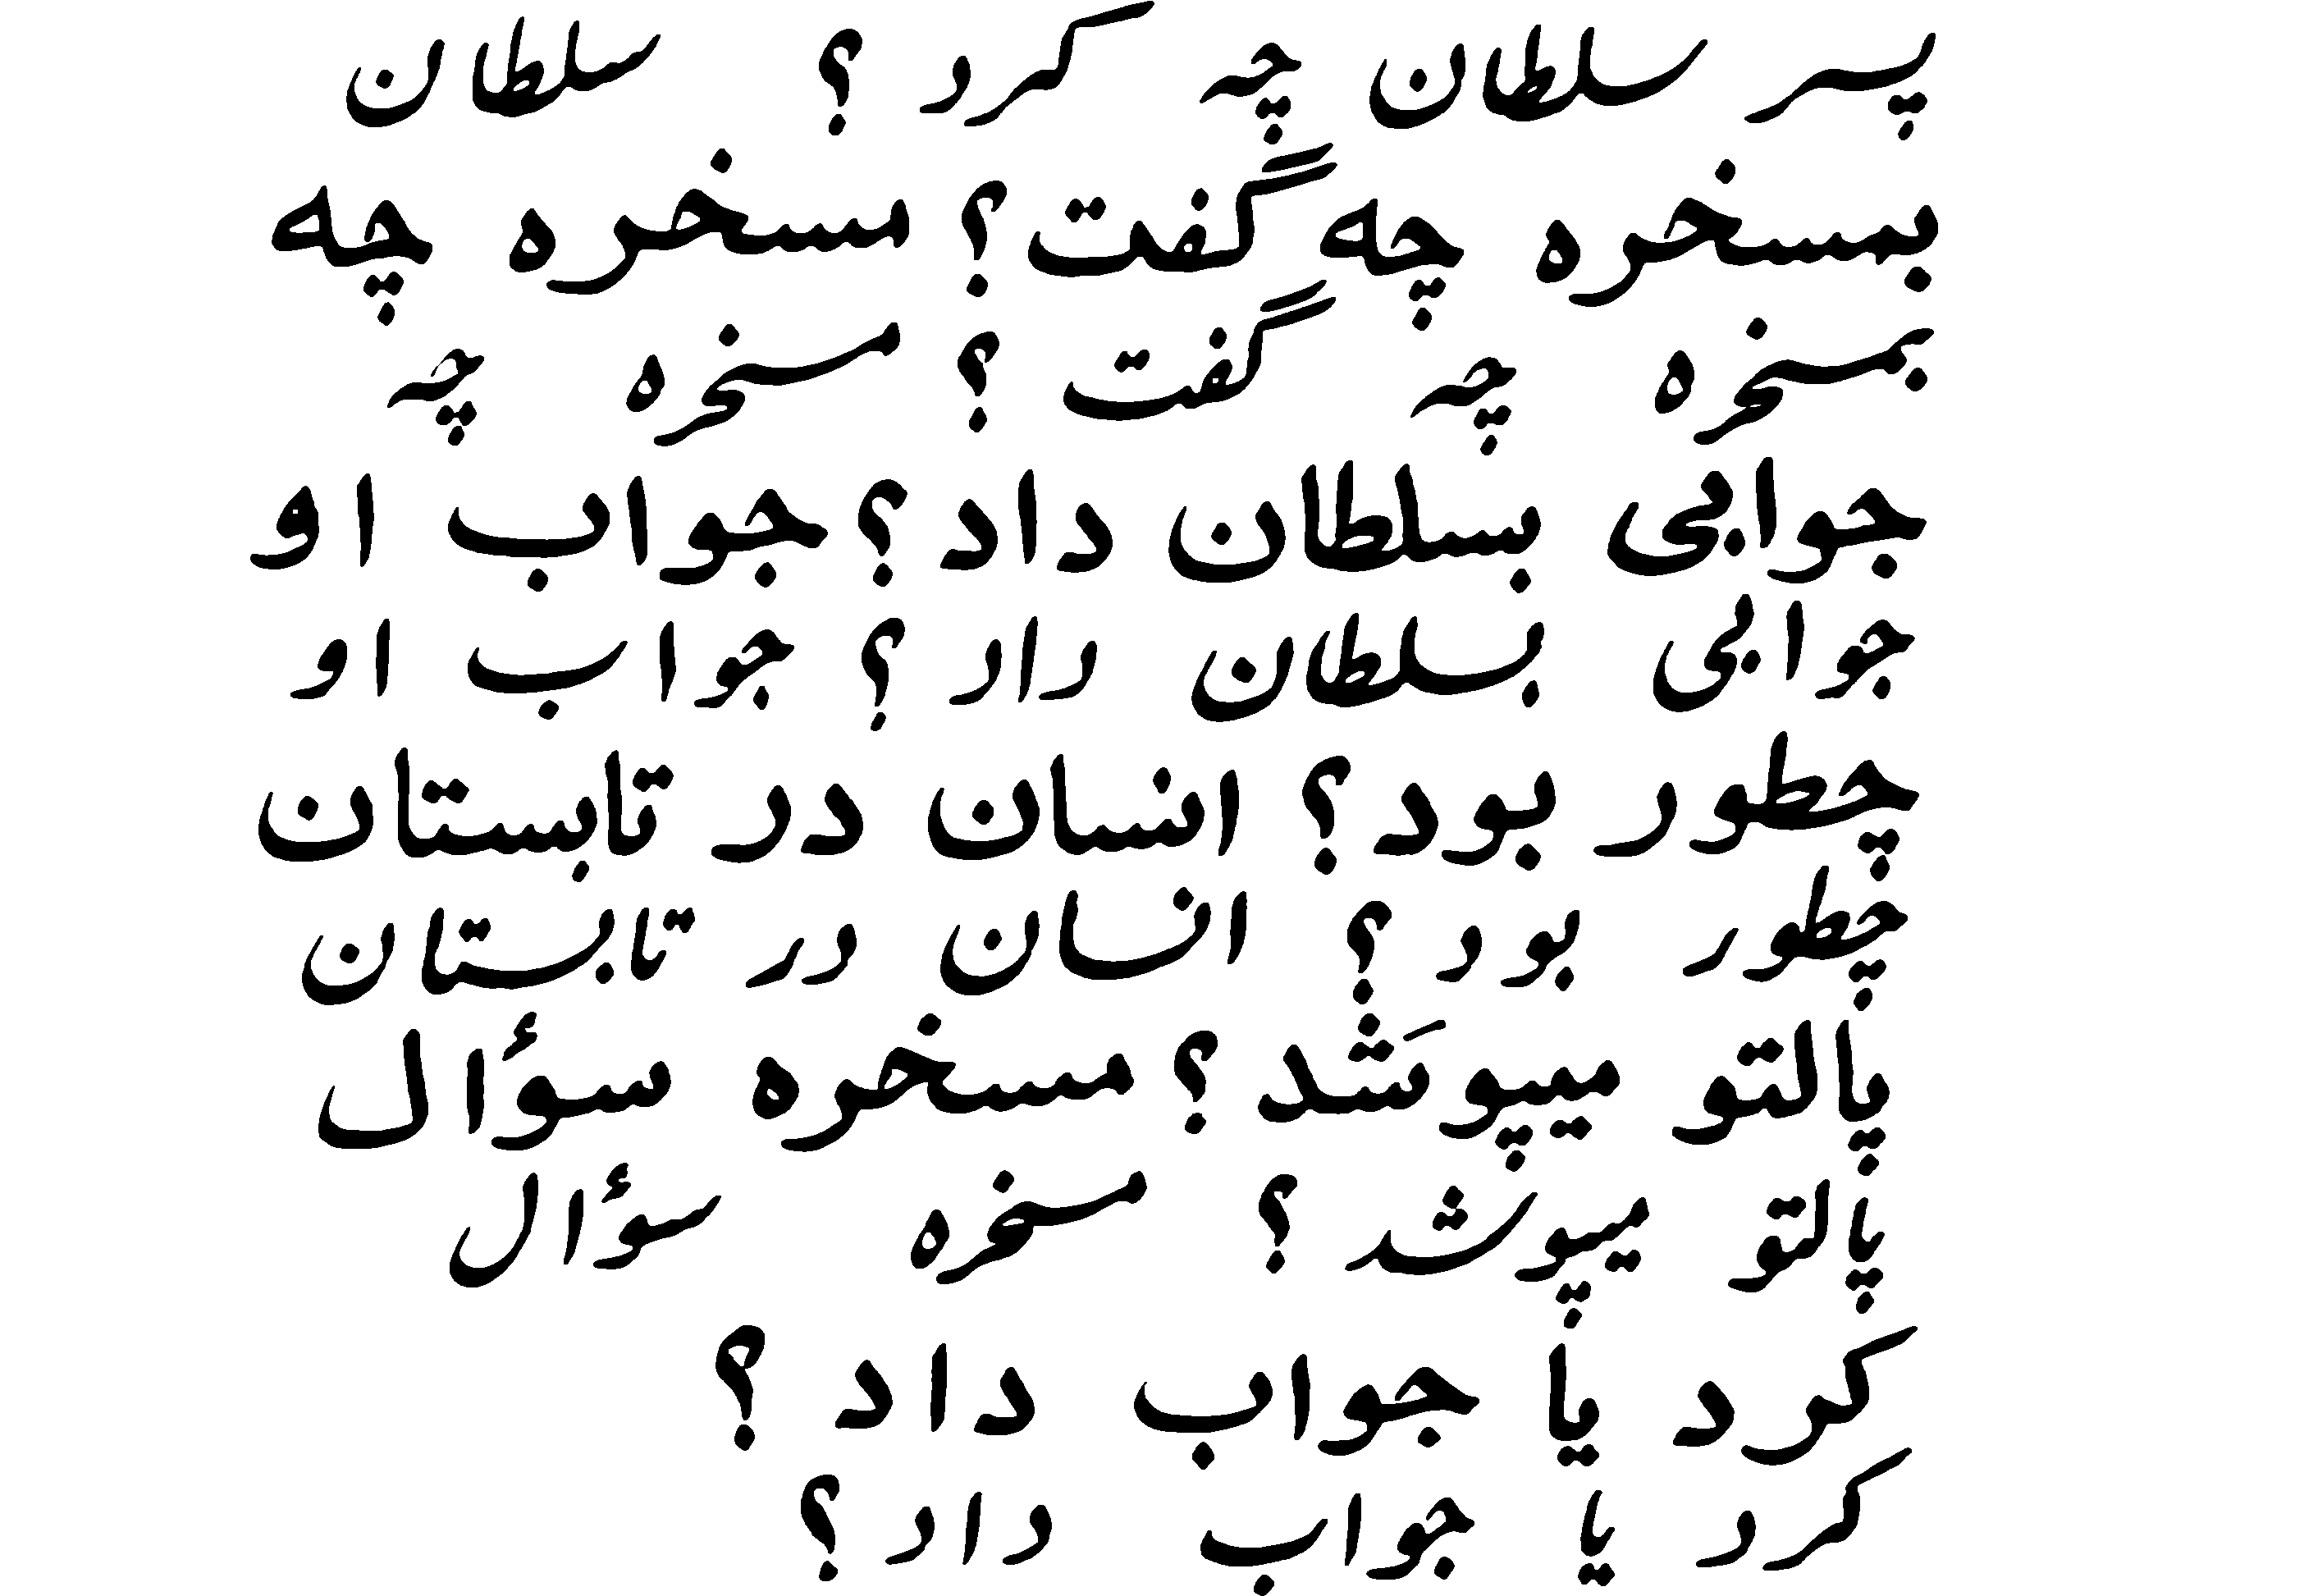 پسر سلطان چه کرد ؟ سلطان
بمسخره چه گفت ؟ مسخره چه
بمسخره چه گفت ؟ مسخره چه
جوابی بسلطان داد ؟ جواب او
جوابی بسلطان داد ؟ جواب او
چطور بود ؟ انسان در تابستان
چطور بود ؟ انسان در تابستان
پالتو میپوشَد ؟ مسخره سؤال
پالتو میپوشد ؟ مسخره سؤال
کرد یا جواب داد ؟
کرد یا جواب داد ؟